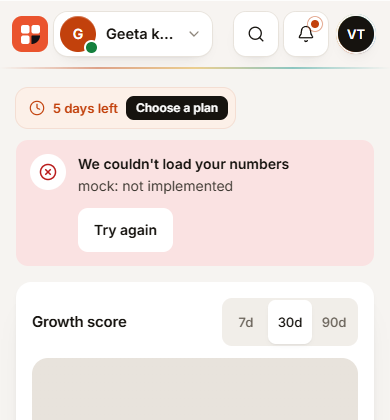 G
Geeta k...
VT
5 days left
Choose a plan
We couldn't load your numbers
mock: not implemented
Try again
Growth score
7d
30d
90d